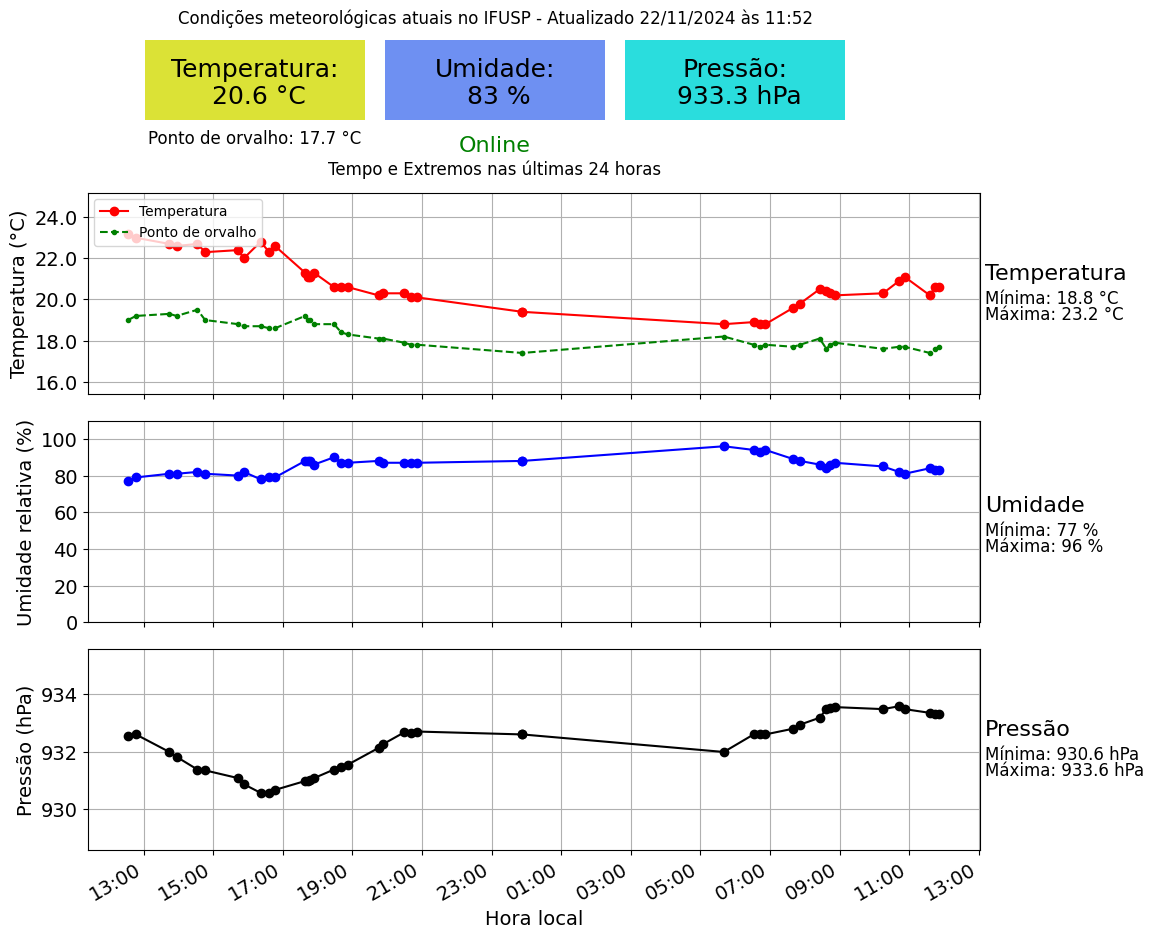 Condições meteorológicas atuais no IFUSP - Atualizado 22/11/2024 às 11:52
Temperatura:
20.6 °C
Umidade:
83 %
Pressão:
933.3 hPa
Ponto de orvalho: 17.7 °C
Online
Tempo e Extremos nas últimas 24 horas
Temperatura (°C)
24.0
22.0
20.0
18.0
16.0
Temperatura
Ponto de orvalho
Temperatura
Mínima: 18.8 °C
Máxima: 23.2 °C
Umidade relativa (%)
100
80
60
40
20
0
Umidade
Mínima: 77 %
Máxima: 96 %
Pressão (hPa)
934
932
930
Pressão
Mínima: 930.6 hPa
Máxima: 933.6 hPa
13:00 15:00 17:00 19:00 21:00 23:00 01:00 03:00 05:00 07:00 09:00 11:00 13:00
Hora local